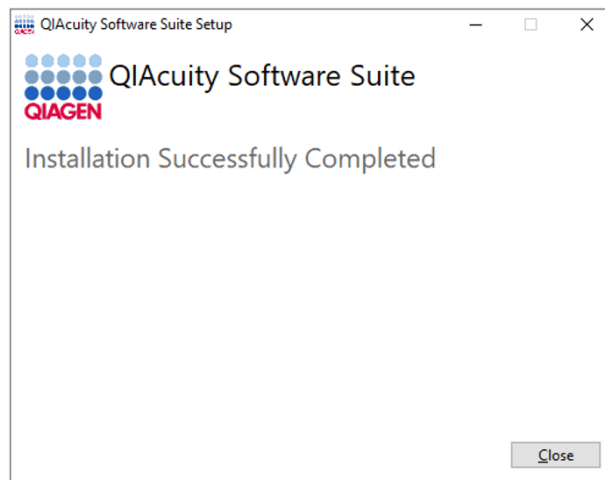 QIAcuity Software Suite Setup
QIAcuity Software Suite
QIAGEN
Installation Successfully Completed
Close